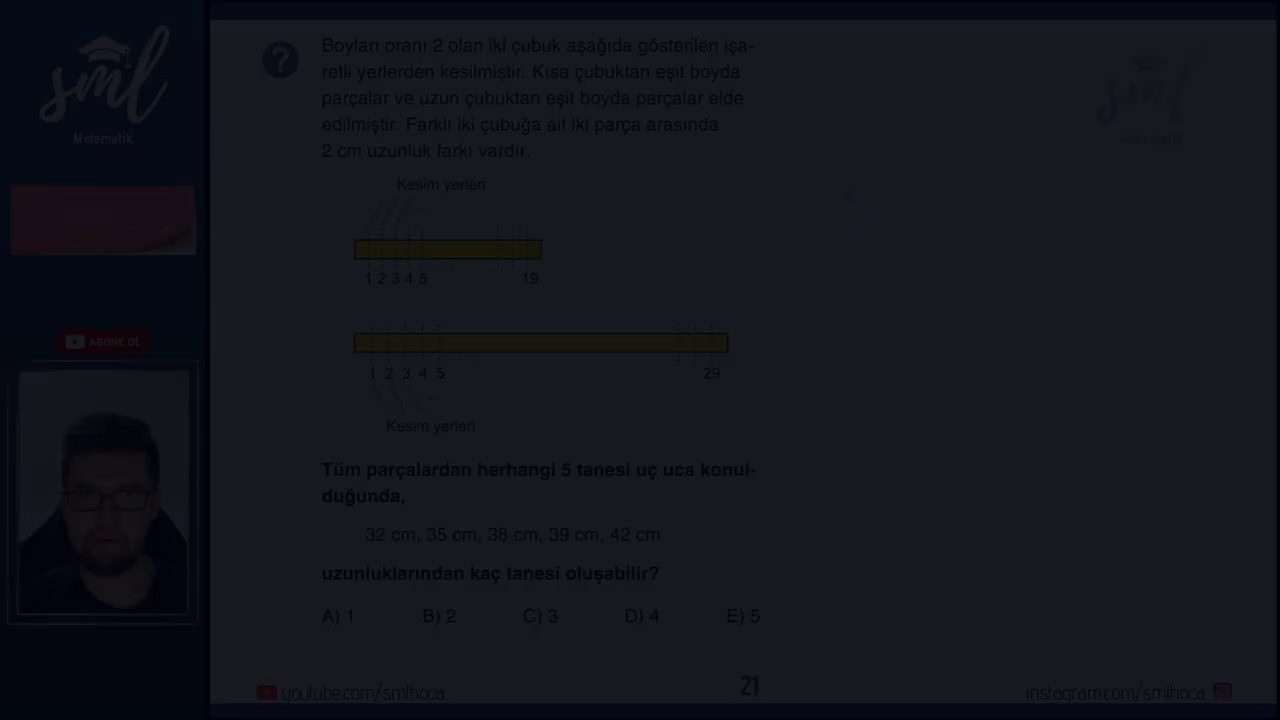 sml
Matematik
ABONE OL
?
Boyları oranı 2 olan iki çubuk aşağıda gösterilen işa-
retli yerlerden kesilmiştir. Kısa çubuktan eşit boyda
parçalar ve uzun çubuktan eşit boyda parçalar elde
edilmiştir. Farklı iki çubuğa ait iki parça arasında
2 cm uzunluk farkı vardır.
Kesim yerleri
...
1 2 3 4 5 ... 19
1 2 3 4 5 29
...
Kesim yerleri
Tüm parçalardan herhangi 5 tanesi uç uca konul-
duğunda,
32 cm, 35 cm, 38 cm, 39 cm, 42 cm
uzunluklarından kaç tanesi oluşabilir?
A) 1 B) 2 C) 3 D) 4 E) 5
youtube.com/smlhoca
21
instagram.com/smlhoca